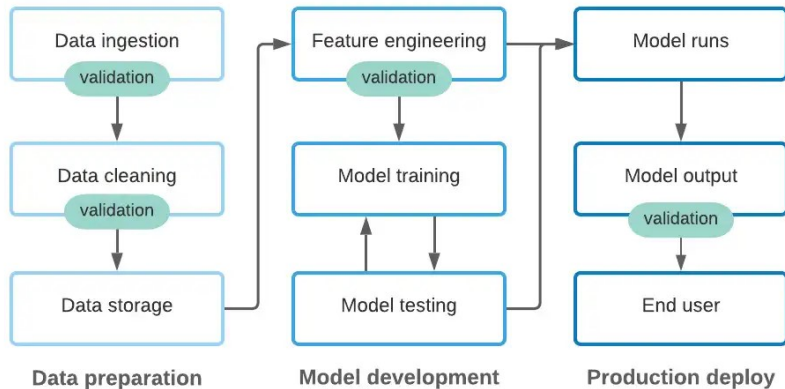 Data ingestion
validation
Data cleaning
validation
Data storage
Data preparation
Feature engineering
validation
Model training
Model testing
Model development
Model runs
Model output
validation
End user
Production deploy